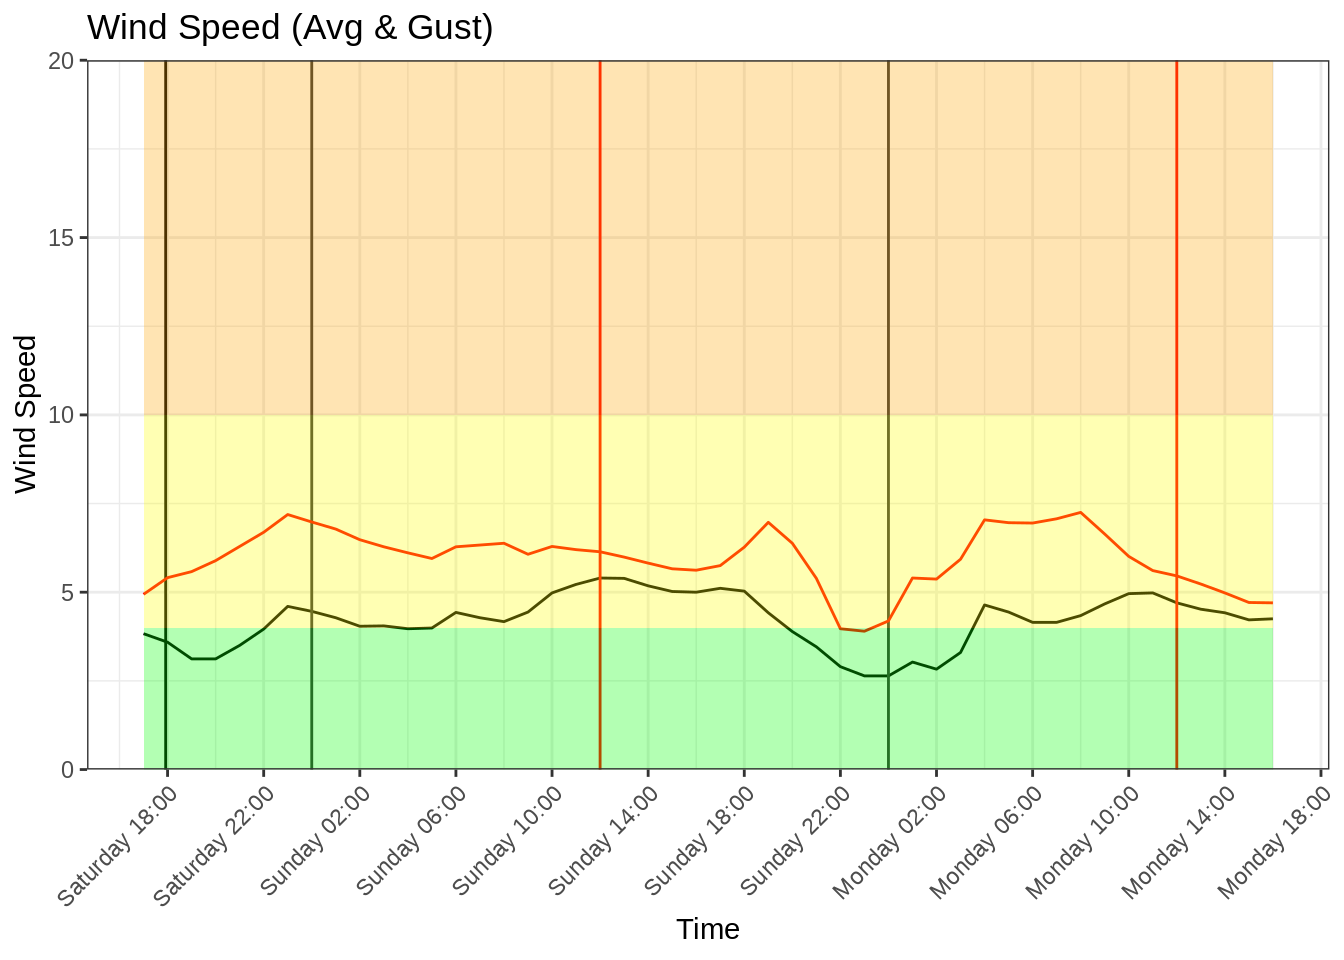 Wind Speed (Avg & Gust)
Wind Speed
20
15
10
5
0
Saturday 18:00
Saturday 22:00
Sunday 02:00
Sunday 06:00
Sunday 10:00
Sunday 14:00
Sunday 18:00
Sunday 22:00
Monday 02:00
Monday 06:00
Monday 10:00
Monday 14:00
Monday 18:00
Time